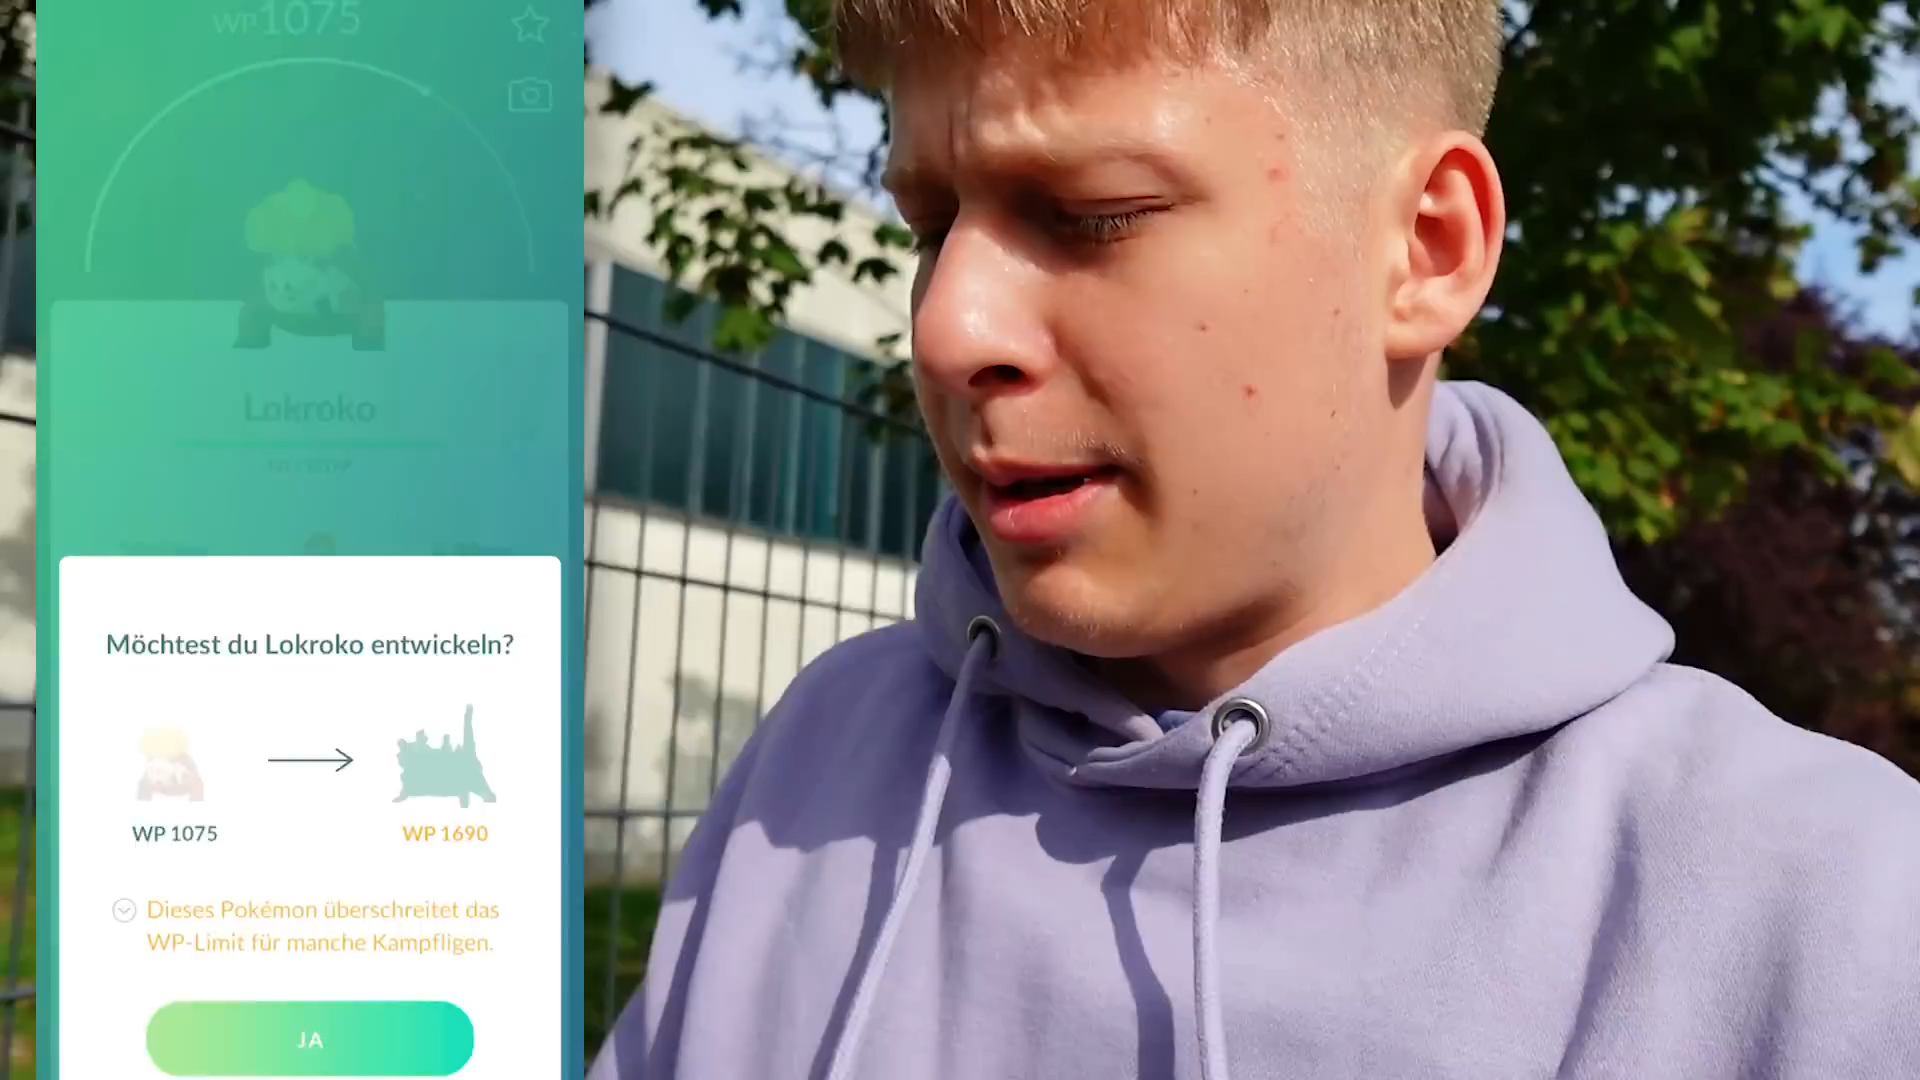 WP1075
Lokroko
Möchtest du Lokroko entwickeln?
WP 1075
WP 1690
Dieses Pokémon überschreitet das
WP-Limit für manche Kampfligen.
JA